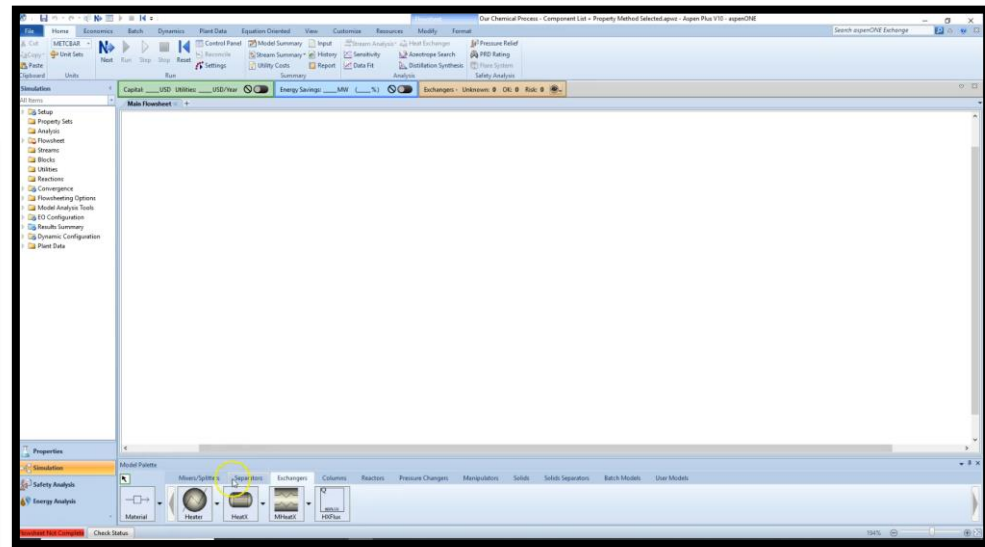 Our Chemical Process - Component List + Property Method Selected.apwz - Aspen Plus V10 - aspenONE
File Home Economics Batch Dynamics Plant Data Equation Oriented View Customize Resources Modify Format Search aspenONE Exchange
Cut METCBAR Control Panel Model Summary Input Stream Analysis Heat Exchanger Pressure Relief
Copy Unit Sets Next Run Step Stop Reset Reconcile Stream Summary History Sensitivity Azeotrope Search PRD Rating
Paste Settings Utility Costs Report Data Fit Distillation Synthesis Flare System
Clipboard Units Run Summary Analysis Safety Analysis
Simulation Capital: ____USD Utilities: ____USD/Year Energy Savings: ____MW (____%) Exchangers - Unknown: 0 OK: 0 Risk: 0
All Items Main Flowsheet
Setup
Property Sets
Analysis
Flowsheet
Streams
Blocks
Utilities
Reactions
Convergence
Flowsheeting Options
Model Analysis Tools
EO Configuration
Results Summary
Dynamic Configuration
Plant Data
Properties
Simulation
Safety Analysis
Energy Analysis
Model Palette
Mixers/Splitters Separators Exchangers Columns Reactors Pressure Changers Manipulators Solids Solids Separators Batch Models User Models
Material Heater HeatX MHeatX HXFlux
Flowsheet Not Complete Check Status